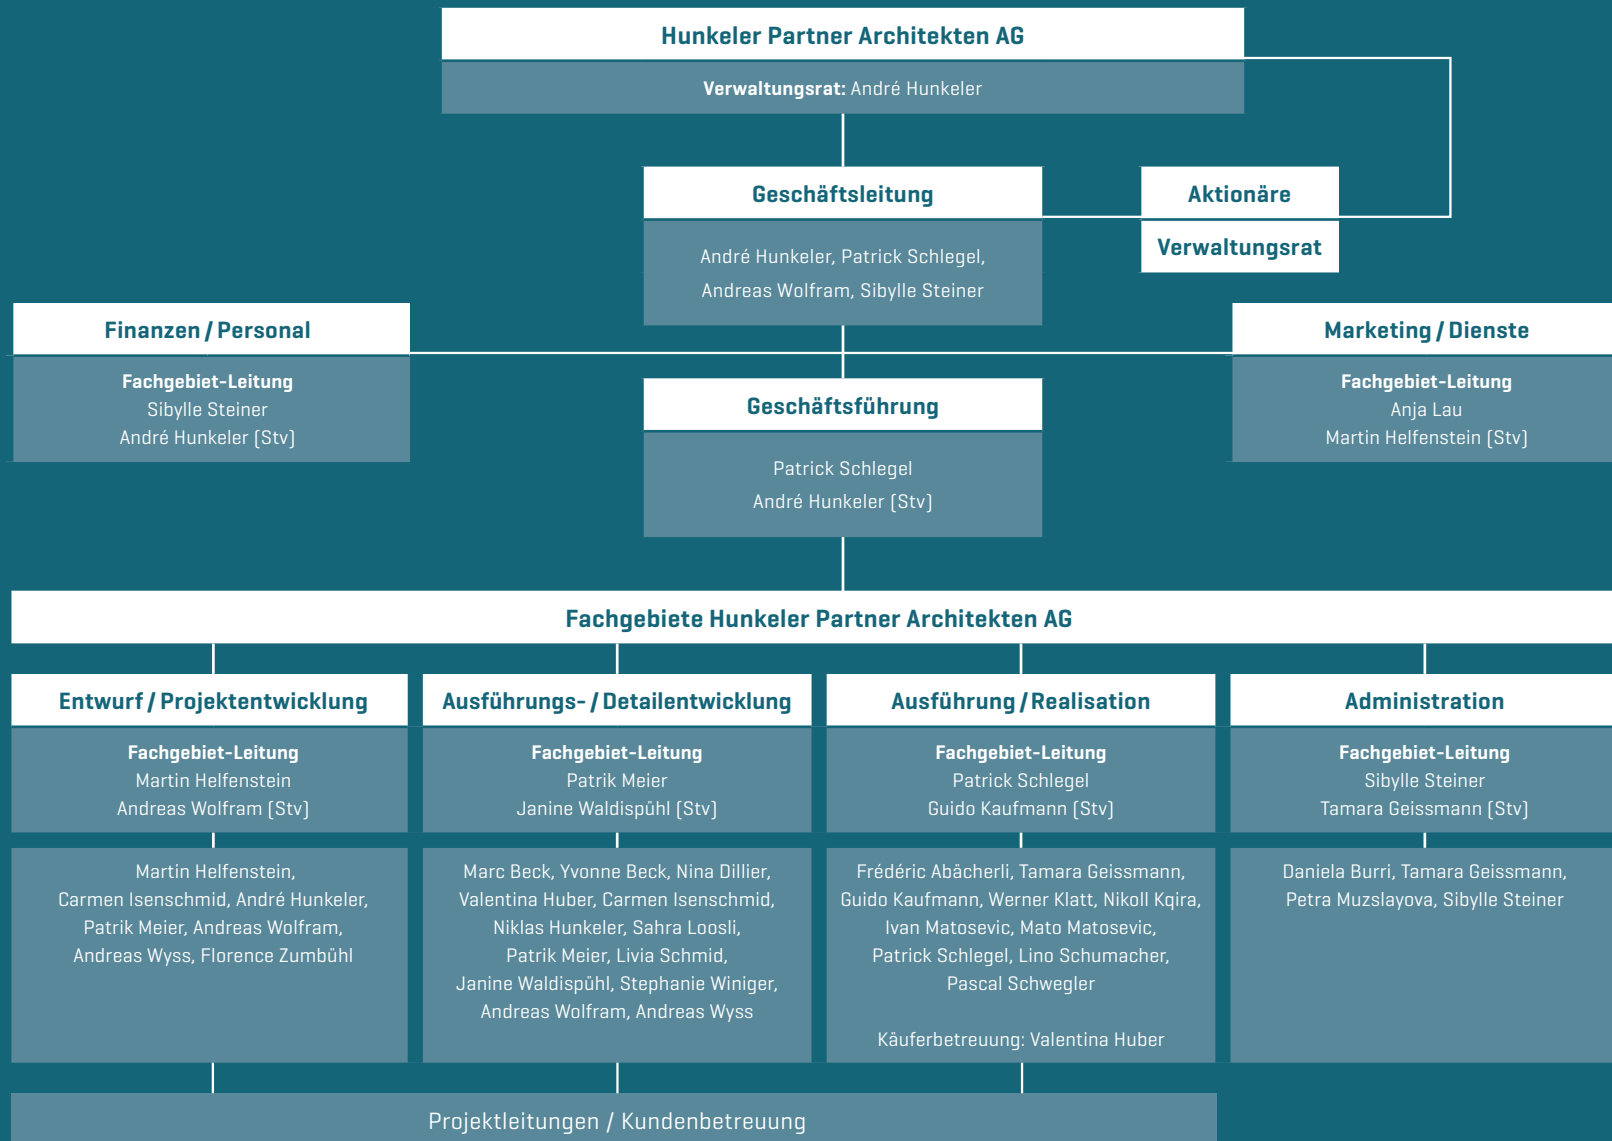 Hunkeler Partner Architekten AG
Verwaltungsrat: André Hunkeler
Geschäftsleitung
André Hunkeler, Patrick Schlegel,
Andreas Wolfram, Sibylle Steiner
Aktionäre
Verwaltungsrat
Finanzen / Personal
Fachgebiet-Leitung
Sibylle Steiner
André Hunkeler (Stv)
Geschäftsführung
Patrick Schlegel
André Hunkeler (Stv)
Marketing / Dienste
Fachgebiet-Leitung
Anja Lau
Martin Helfenstein (Stv)
Fachgebiete Hunkeler Partner Architekten AG
Entwurf / Projektentwicklung
Fachgebiet-Leitung
Martin Helfenstein
Andreas Wolfram (Stv)
Martin Helfenstein,
Carmen Isenschmid, André Hunkeler,
Patrik Meier, Andreas Wolfram,
Andreas Wyss, Florence Zumbühl
Ausführungs- / Detailentwicklung
Fachgebiet-Leitung
Patrik Meier
Janine Waldispühl (Stv)
Marc Beck, Yvonne Beck, Nina Dillier,
Valentina Huber, Carmen Isenschmid,
Niklas Hunkeler, Sahra Loosli,
Patrik Meier, Livia Schmid,
Janine Waldispühl, Stephanie Winiger,
Andreas Wolfram, Andreas Wyss
Ausführung / Realisation
Fachgebiet-Leitung
Patrick Schlegel
Guido Kaufmann (Stv)
Frédéric Abächerli, Tamara Geissmann,
Guido Kaufmann, Werner Klatt, Nikoll Kqira,
Ivan Matosevic, Mato Matosevic,
Patrick Schlegel, Lino Schumacher,
Pascal Schwegler
Käuferbetreuung: Valentina Huber
Administration
Fachgebiet-Leitung
Sibylle Steiner
Tamara Geissmann (Stv)
Daniela Burri, Tamara Geissmann,
Petra Muzslayova, Sibylle Steiner
Projektleitungen / Kundenbetreuung